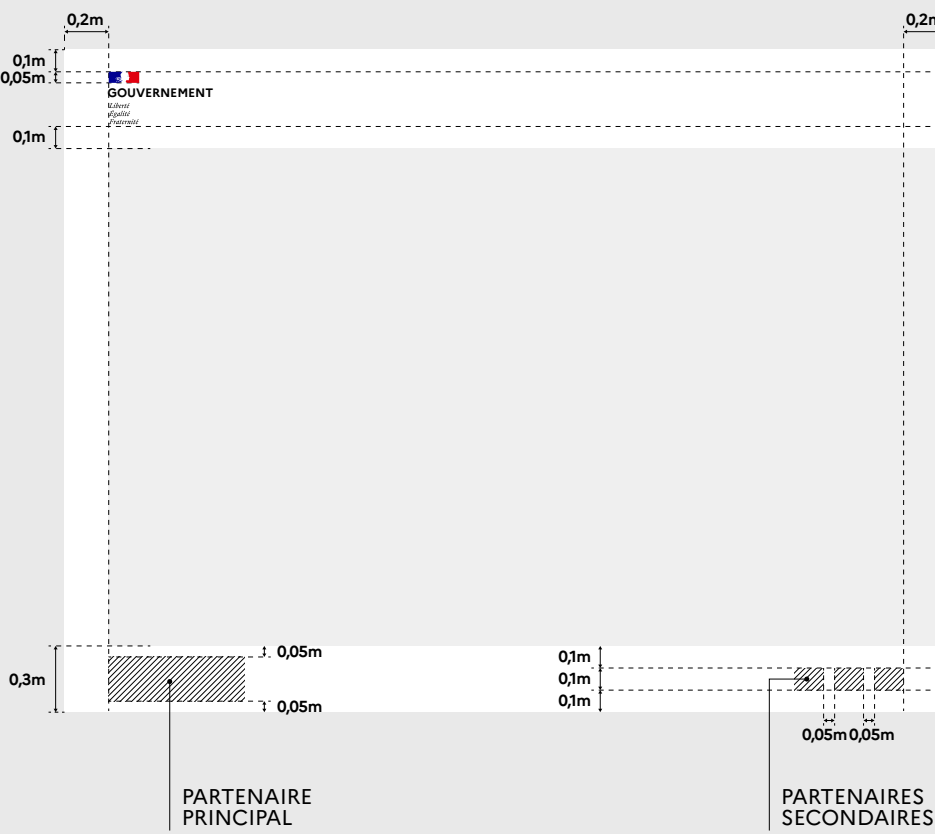 0,2m
0,2m
0,1m
0,05m
GOUVERNEMENT
Liberté
Égalité
Fraternité
0,1m
0,3m
0,05m
0,05m
0,1m
0,1m
0,1m
0,05m 0,05m
PARTENAIRE
PRINCIPAL
PARTENAIRES
SECONDAIRES